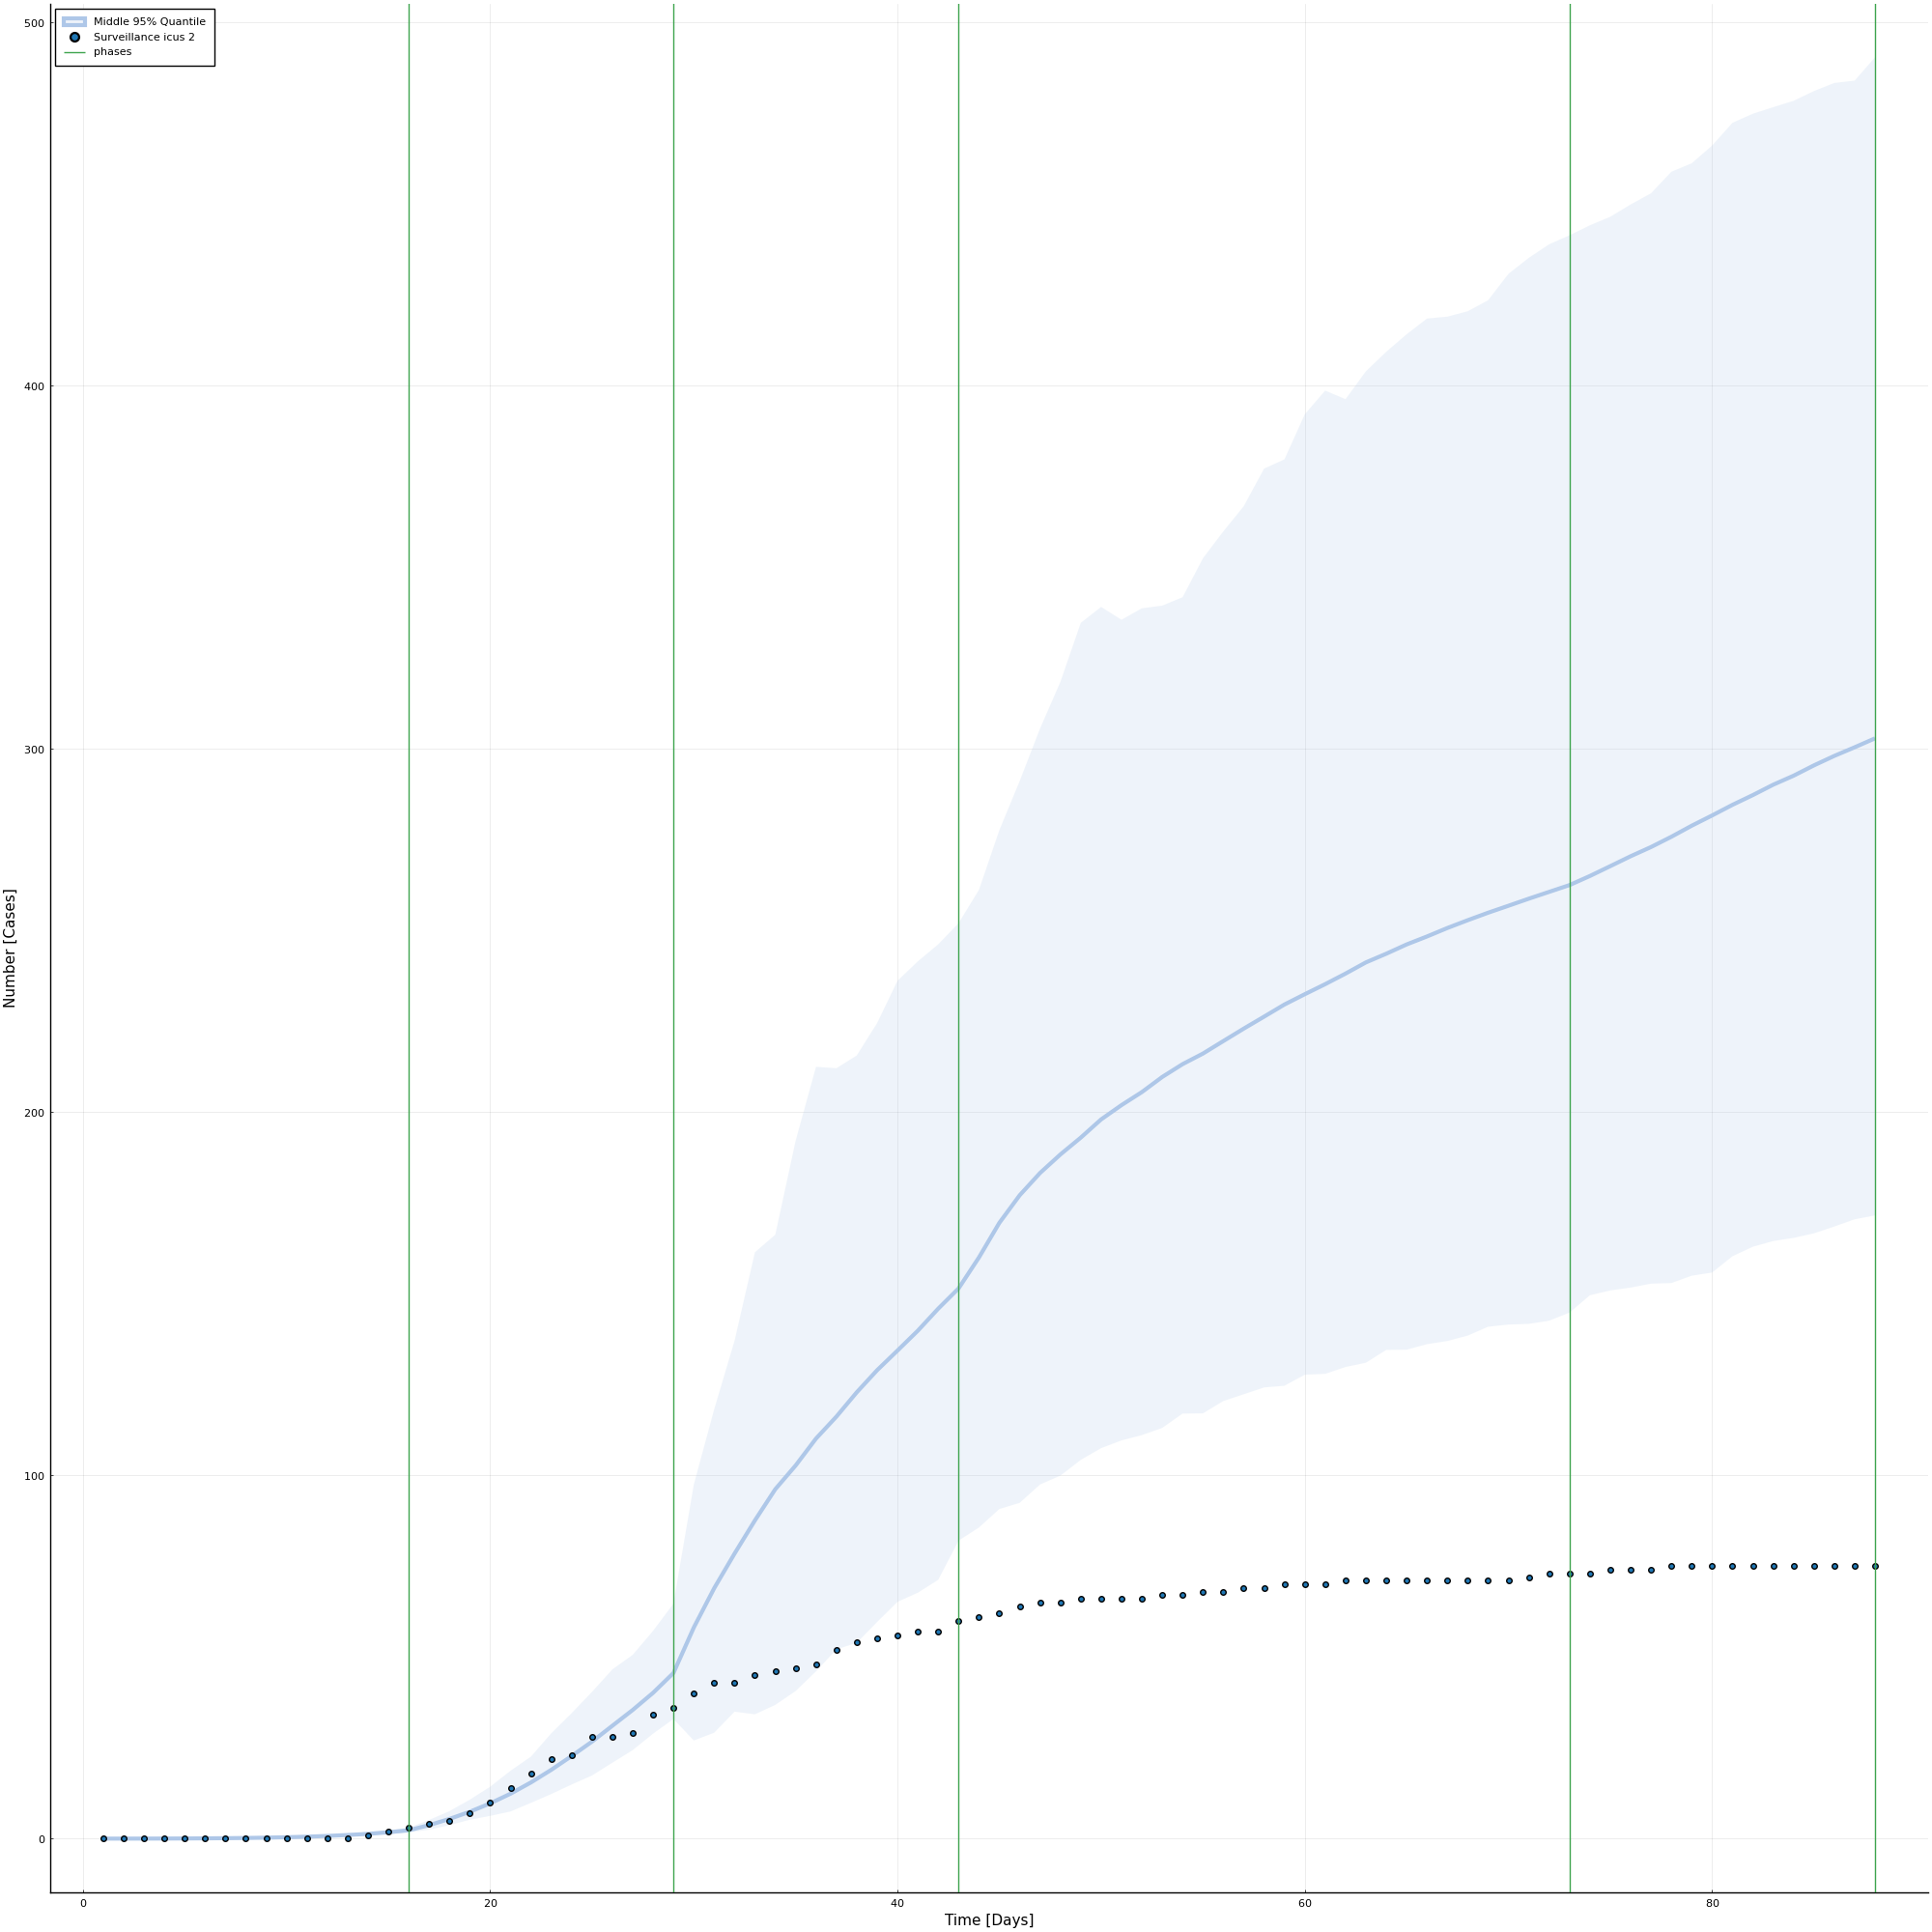 Middle 95% Quantile
Surveillance icus 2
phases
500
400
300
200
100
0
Number [Cases]
0 20 40 60 80
Time [Days]